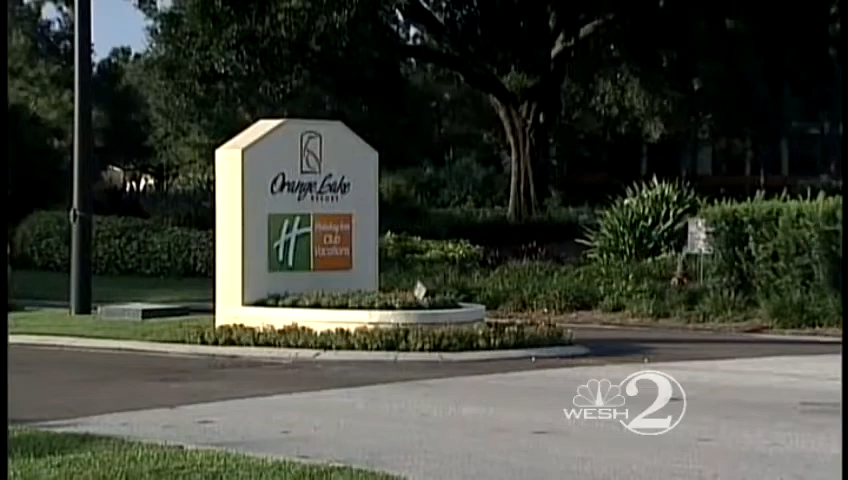 Orange Lake
RESORT
H
Holiday Inn
Club
Vacations
WESH 2